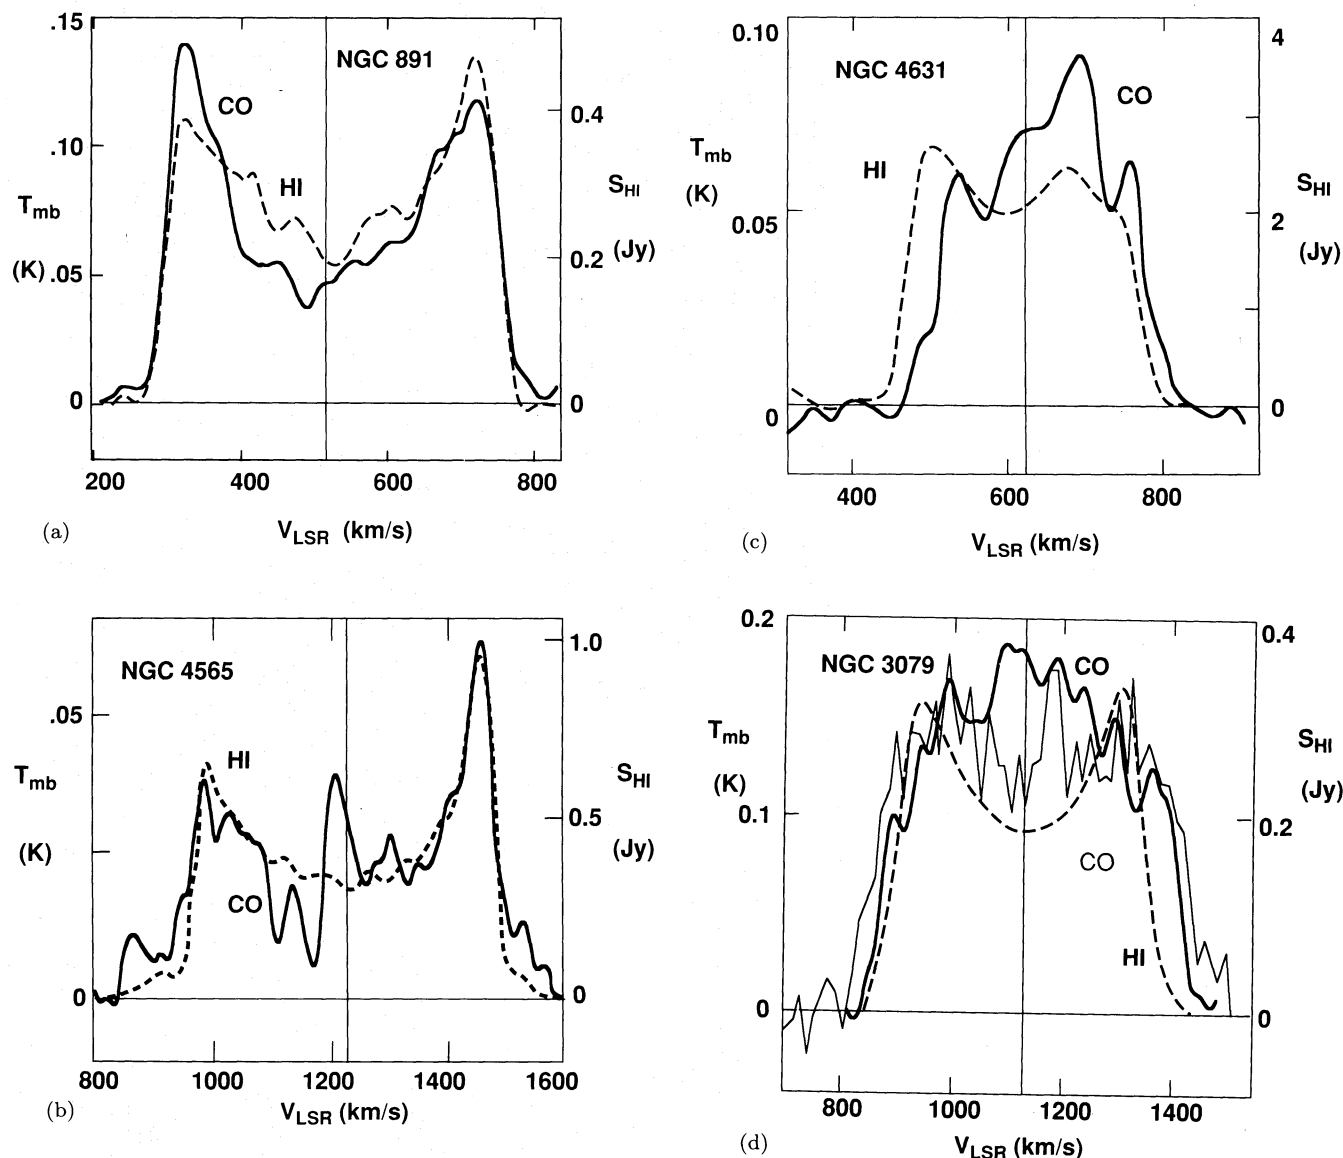 .15
NGC 891
CO
0.4
.10
HI
T mb
(K)
S HI
(Jy)
.05
0.2
0
0
200 400 600 800
V LSR (km/s)
(a)
0.10
4
NGC 4631
CO
T mb
(K)
HI
S HI
(Jy)
0.05
2
0
0
400 600 800
V LSR (km/s)
(c)
1.0
NGC 4565
.05
HI
T mb
(K)
S HI
(Jy)
0.5
CO
0
0
800 1000 1200 1400 1600
V LSR (km/s)
(b)
0.2
0.4
NGC 3079
CO
T mb
(K)
S HI
(Jy)
0.1
0.2
CO
HI
0
0
800 1000 1200 1400
V LSR (km/s)
(d)